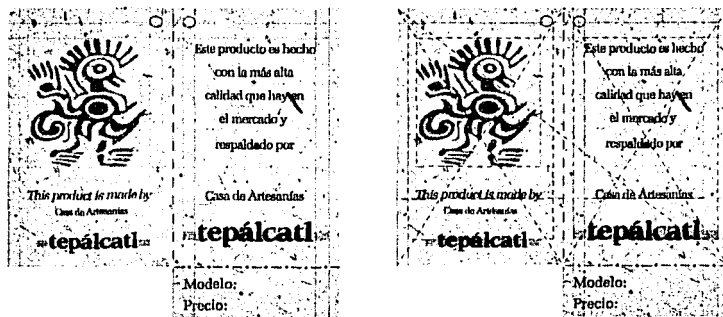 This product is made by
Casa de Artesanías
tepálcatl
Este producto es hecho
con la más alta
calidad que hay en
el mercado y
respaldado por
Casa de Artesanías
tepálcatl
Modelo:
Precio:
This product is made by
Casa de Artesanías
tepálcatl
Este producto es hecho
con la más alta
calidad que hay en
el mercado y
respaldado por
Casa de Artesanías
tepálcatl
Modelo:
Precio: